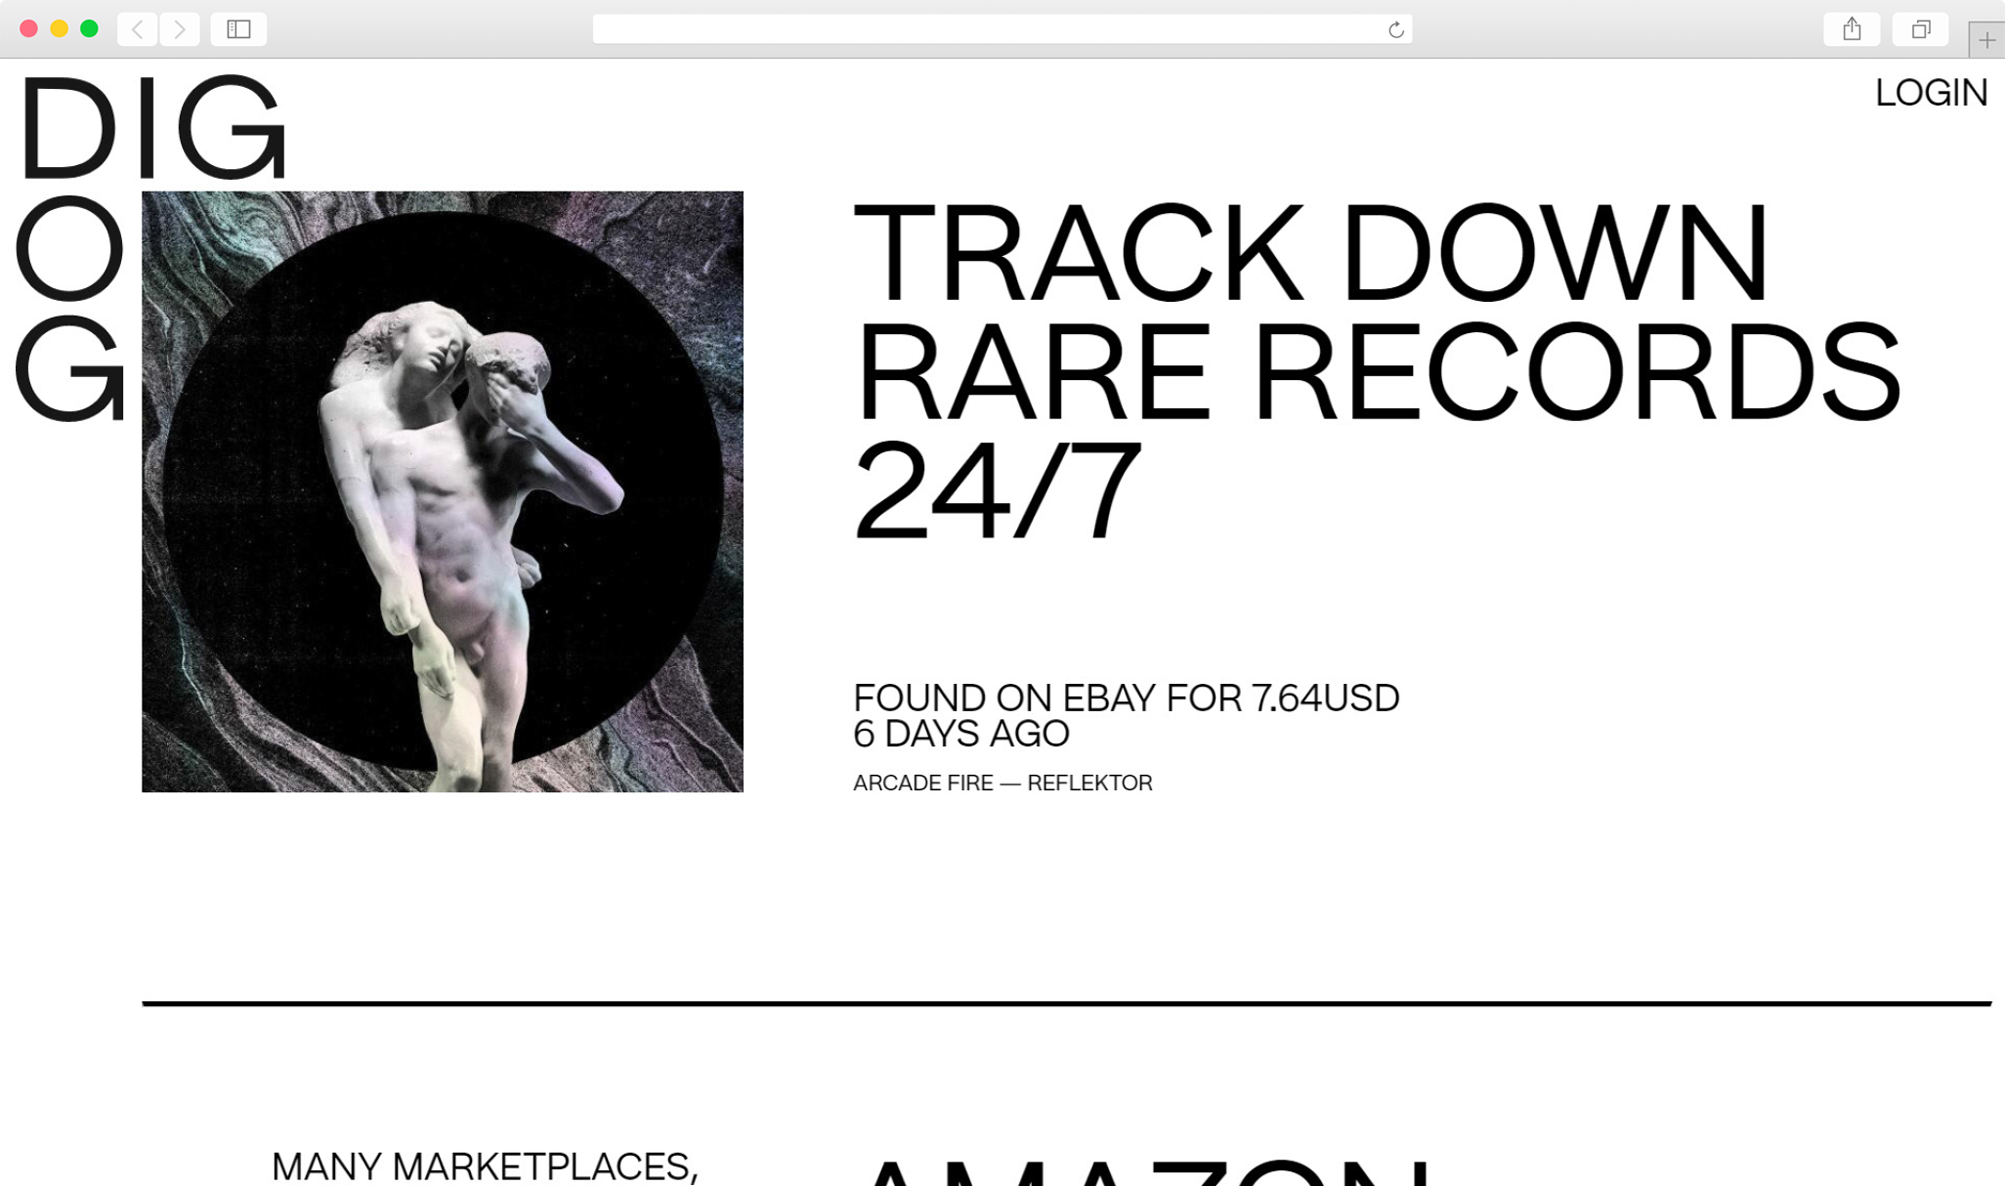 DIG
O
G
LOGIN
TRACK DOWN
RARE RECORDS
24/7
FOUND ON EBAY FOR 7.64USD
6 DAYS AGO
ARCADE FIRE — REFLEKTOR
MANY MARKETPLACES,
AMAZON